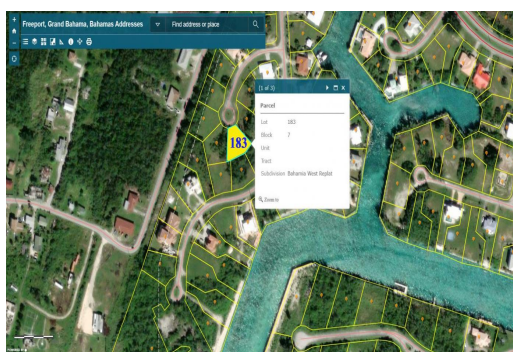 Freeport, Grand Bahama, Bahamas Addresses
Find address or place
(1 of 3)
Parcel
Lot 183
Block 7
Unit
Tract
Subdivision Bahamia West Replat
Zoom to
183